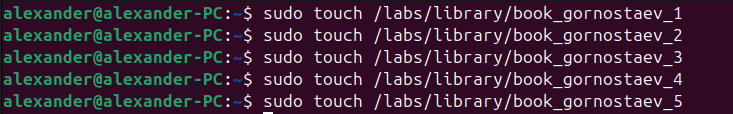 alexander@alexander-PC:~$ sudo touch /labs/library/book_gornostaev_1
alexander@alexander-PC:~$ sudo touch /labs/library/book_gornostaev_2
alexander@alexander-PC:~$ sudo touch /labs/library/book_gornostaev_3
alexander@alexander-PC:~$ sudo touch /labs/library/book_gornostaev_4
alexander@alexander-PC:~$ sudo touch /labs/library/book_gornostaev_5